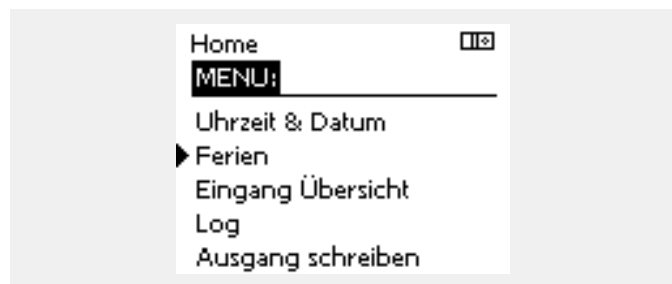 Home
MENU:
Uhrzeit & Datum
Ferien
Eingang Übersicht
Log
Ausgang schreiben